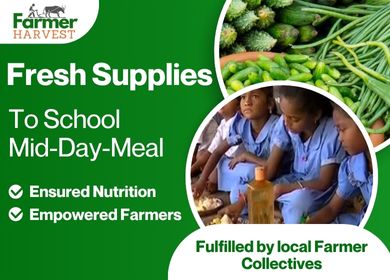 Farmer
HARVEST
Fresh Supplies
To School
Mid-Day-Meal
Ensured Nutrition
Empowered Farmers
Fulfilled by local Farmer
Collectives